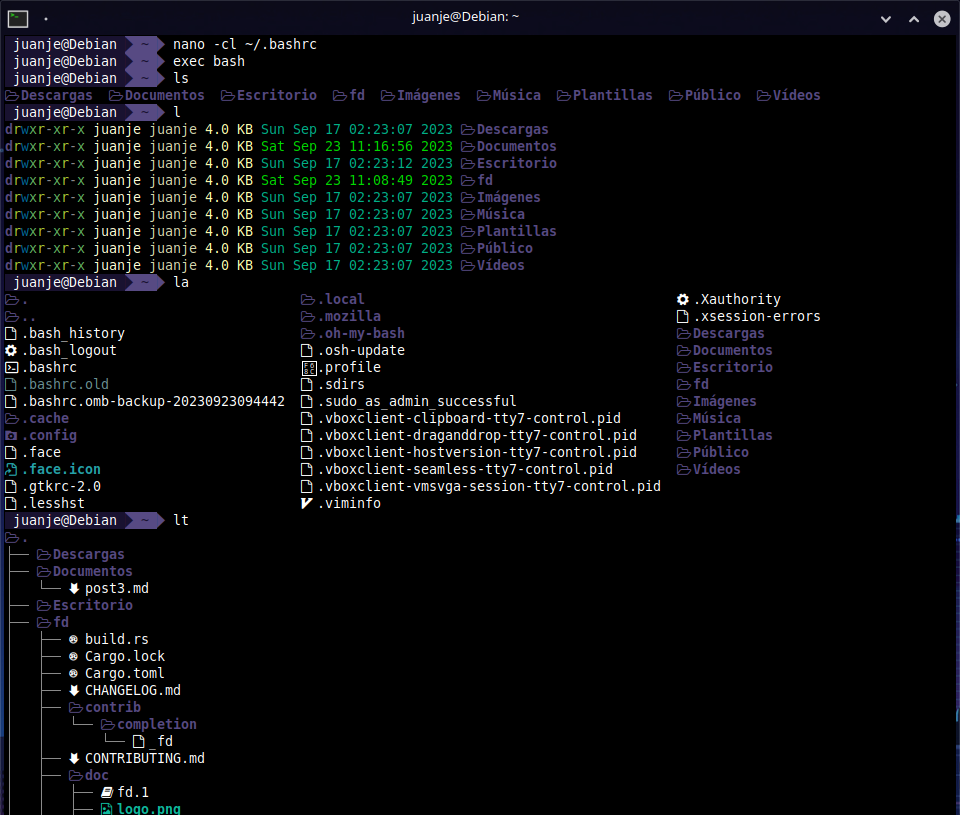 juanje@Debian: ~
juanje@Debian ~ nano -cl ~/.bashrc
juanje@Debian ~ exec bash
juanje@Debian ~ ls
Descargas Documentos Escritorio fd Imágenes Música Plantillas Público Vídeos
juanje@Debian ~ l
drwxr-xr-x juanje juanje 4.0 KB Sun Sep 17 02:23:07 2023 Descargas
drwxr-xr-x juanje juanje 4.0 KB Sat Sep 23 11:16:56 2023 Documentos
drwxr-xr-x juanje juanje 4.0 KB Sun Sep 17 02:23:12 2023 Escritorio
drwxr-xr-x juanje juanje 4.0 KB Sat Sep 23 11:08:49 2023 fd
drwxr-xr-x juanje juanje 4.0 KB Sun Sep 17 02:23:07 2023 Imágenes
drwxr-xr-x juanje juanje 4.0 KB Sun Sep 17 02:23:07 2023 Música
drwxr-xr-x juanje juanje 4.0 KB Sun Sep 17 02:23:07 2023 Plantillas
drwxr-xr-x juanje juanje 4.0 KB Sun Sep 17 02:23:07 2023 Público
drwxr-xr-x juanje juanje 4.0 KB Sun Sep 17 02:23:07 2023 Vídeos
juanje@Debian ~ la
. .local .Xauthority
.. .mozilla .xsession-errors
.bash_history .oh-my-bash Descargas
.bash_logout .osh-update Documentos
.bashrc .profile Escritorio
.bashrc.old .sdirs fd
.bashrc.omb-backup-20230923094442 .sudo_as_admin_successful Imágenes
.cache .vboxclient-clipboard-tty7-control.pid Música
.config .vboxclient-draganddrop-tty7-control.pid Plantillas
.face .vboxclient-hostversion-tty7-control.pid Público
.face.icon .vboxclient-seamless-tty7-control.pid Vídeos
.gtkrc-2.0 .vboxclient-vmsvga-session-tty7-control.pid
.lesshst .viminfo
juanje@Debian ~ lt
.
Descargas
Documentos
post3.md
Escritorio
fd
build.rs
Cargo.lock
Cargo.toml
CHANGELOG.md
contrib
completion
_fd
CONTRIBUTING.md
doc
fd.1
logo.png